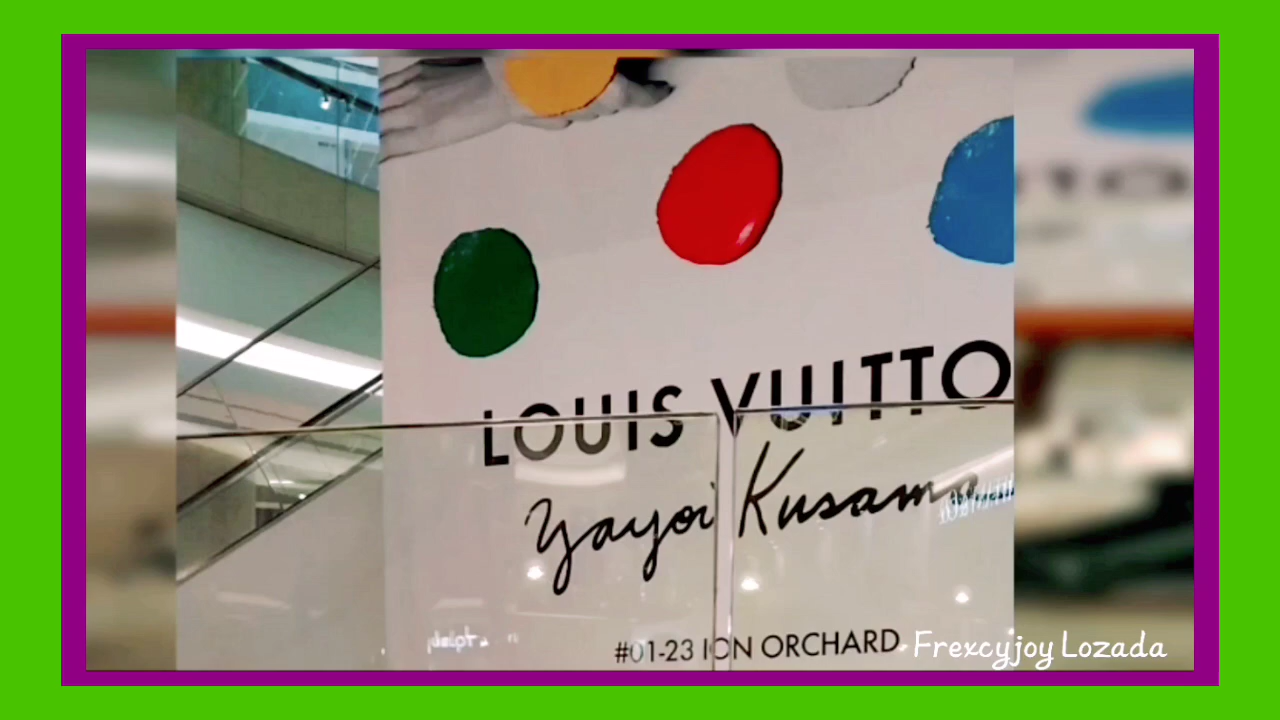 LOUIS VUITTO
Yayoi Kusama
#01-23 ION ORCHARD
Frexcyjoy Lozada